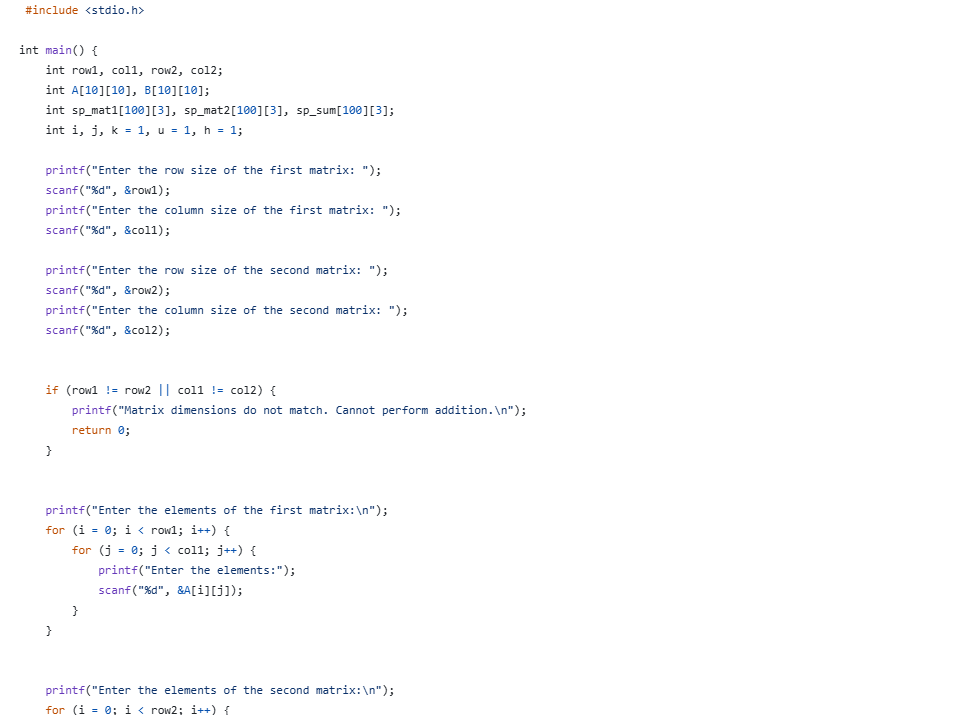 #include <stdio.h>
int main() {
    int row1, col1, row2, col2;
    int A[10][10], B[10][10];
    int sp_mat1[100][3], sp_mat2[100][3], sp_sum[100][3];
    int i, j, k = 1, u = 1, h = 1;
    printf("Enter the row size of the first matrix: ");
    scanf("%d", &row1);
    printf("Enter the column size of the first matrix: ");
    scanf("%d", &col1);
    printf("Enter the row size of the second matrix: ");
    scanf("%d", &row2);
    printf("Enter the column size of the second matrix: ");
    scanf("%d", &col2);
    if (row1 != row2 || col1 != col2) {
        printf("Matrix dimensions do not match. Cannot perform addition.\n");
        return 0;
    }
    printf("Enter the elements of the first matrix:\n");
    for (i = 0; i < row1; i++) {
        for (j = 0; j < col1; j++) {
            printf("Enter the elements:");
            scanf("%d", &A[i][j]);
        }
    }
    printf("Enter the elements of the second matrix:\n");
    for (i = 0; i < row2; i++) {